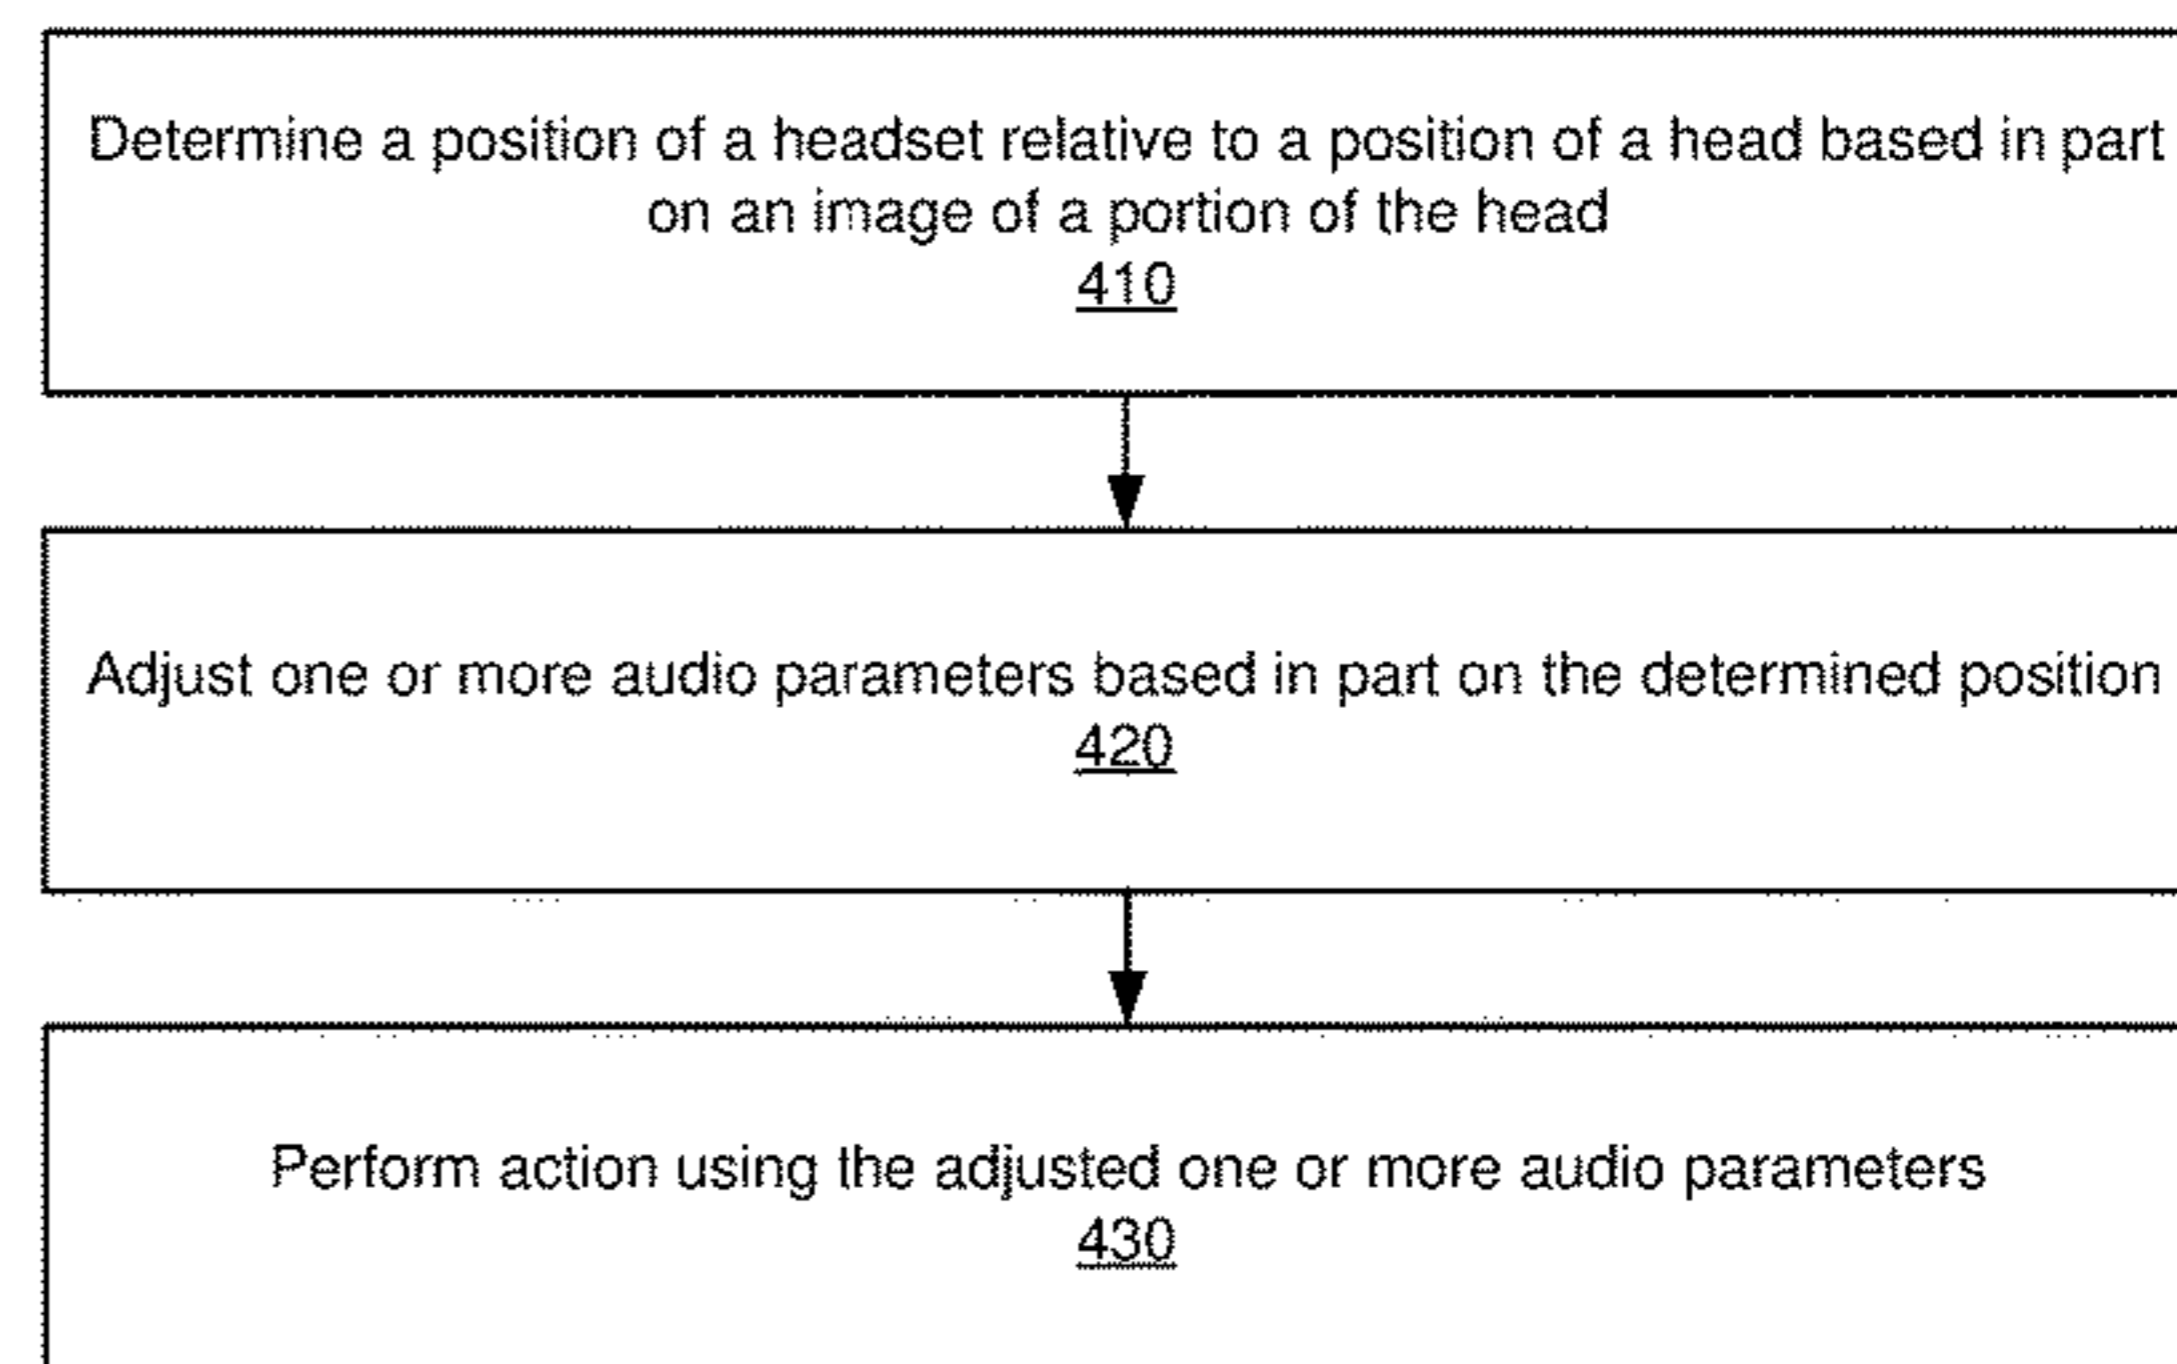 Determine a position of a headset relative to a position of a head based in part
on an image of a portion of the head
410
Adjust one or more audio parameters based in part on the determined position
420
Perform action using the adjusted one or more audio parameters
430